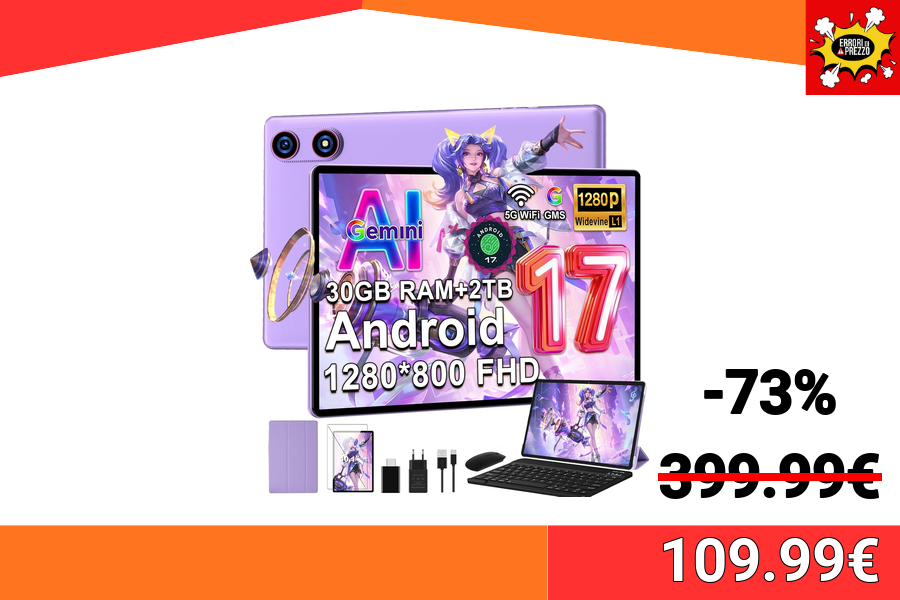 ERRORI DI
PREZZO
AI
Gemini
5G WiFi GMS
1280p
Widevine L1
ANDROID
17
17
30GB RAM+2TB
Android
1280*800 FHD
-73%
399.99€
109.99€